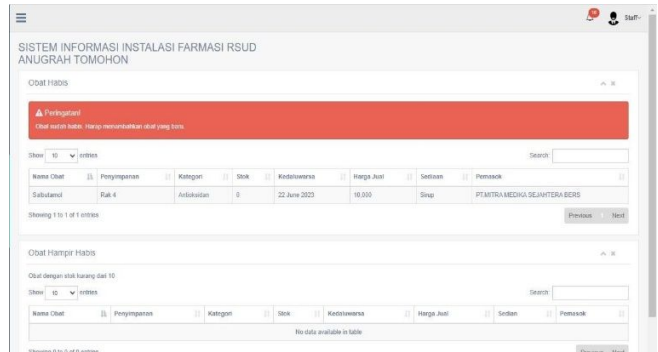 Staff
SISTEM INFORMASI INSTALASI FARMASI RSUD
ANUGRAH TOMOHON
Obat Habis
Peringatan!
Obat sudah habis. Harap menambahkan obat yang baru.
Show 10 entries Search:
Nama Obat Penyimpanan Kategori Stok Kedaluwarsa Harga Jual Sediaan Pemasok
Salbutamol Rak 4 Antioksidan 0 22 June 2023 10,000 Sirup PT.MITRA MEDIKA SEJAHTERA BERS
Showing 1 to 1 of 1 entries Previous 1 Next
Obat Hampir Habis
Obat dengan stok kurang dari 10
Show 10 entries Search:
Nama Obat Penyimpanan Kategori Stok Kedaluwarsa Harga Jual Sedian Pemasok
No data available in table
Showing 0 to 0 of 0 entries Previous Next